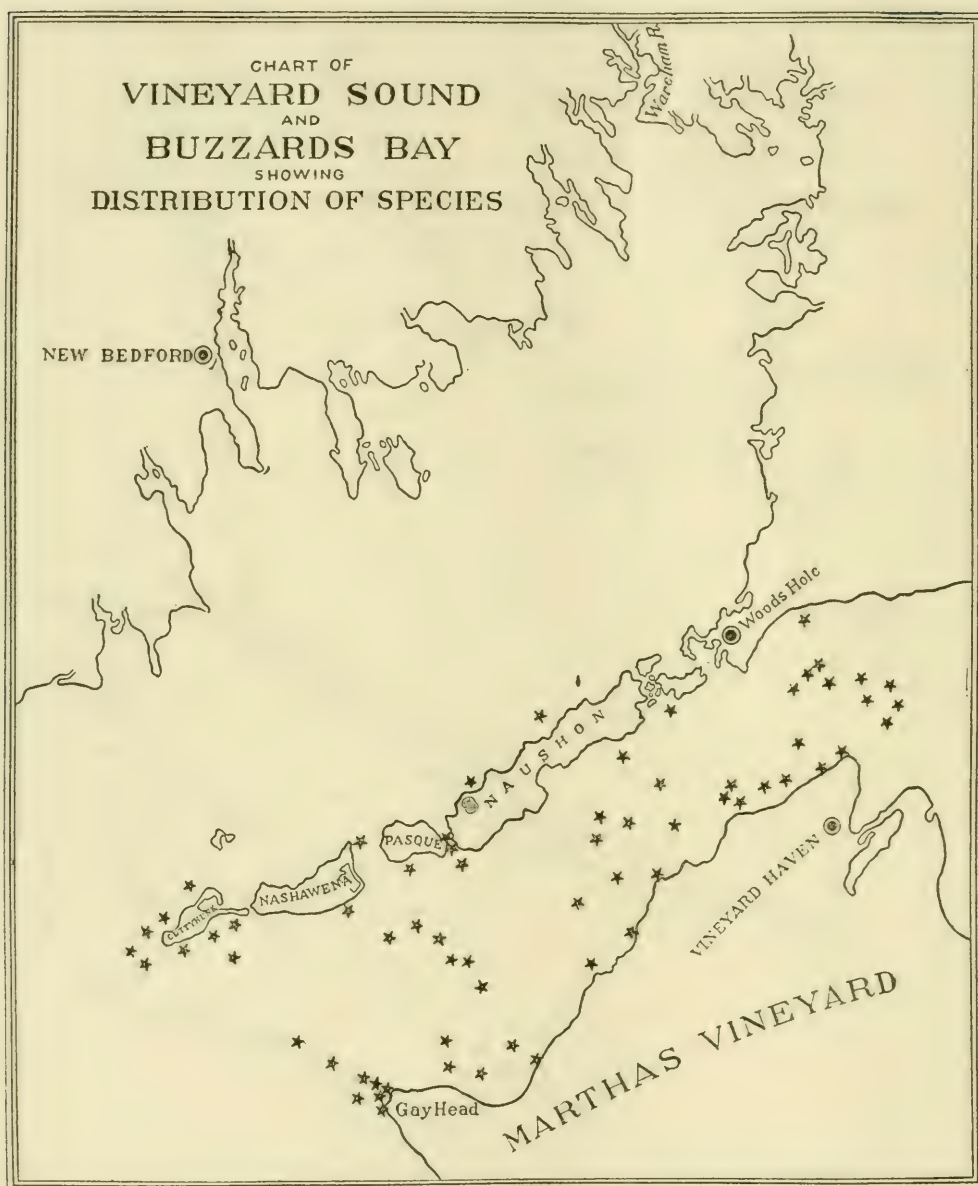 CHART OF
VINEYARD SOUND
AND
BUZZARDS BAY
SHOWING
DISTRIBUTION OF SPECIES
Wareham R.
NEW BEDFORD
Woods Hole
NAUSHON
PASQUE
NASHAWENA
CUTTYHUNK
VINEYARD HAVEN
MARTHAS VINEYARD
Gay Head